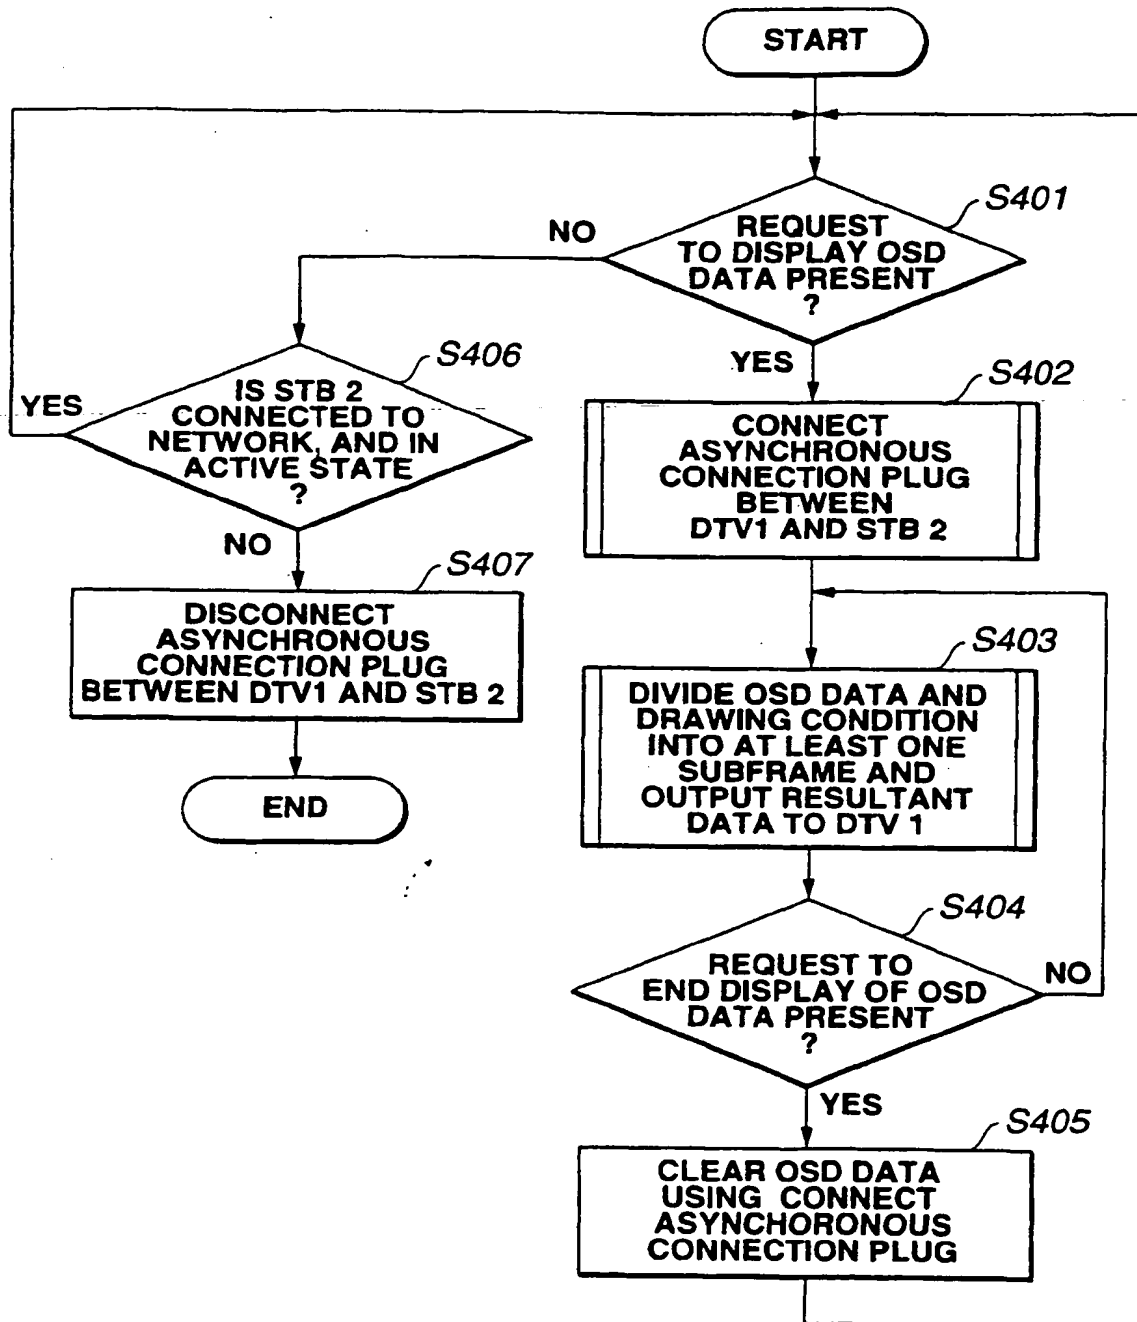 START
S401
REQUEST
TO DISPLAY OSD
DATA PRESENT
?
NO
YES
S406
IS STB 2
CONNECTED TO
NETWORK, AND IN
ACTIVE STATE
?
YES
NO
S402
CONNECT
ASYNCHRONOUS
CONNECTION PLUG
BETWEEN
DTV1 AND STB 2
S407
DISCONNECT
ASYNCHRONOUS
CONNECTION PLUG
BETWEEN DTV1 AND STB 2
END
S403
DIVIDE OSD DATA AND
DRAWING CONDITION
INTO AT LEAST ONE
SUBFRAME AND
OUTPUT RESULTANT
DATA TO DTV 1
S404
REQUEST TO
END DISPLAY OF OSD
DATA PRESENT
?
NO
YES
S405
CLEAR OSD DATA
USING CONNECT
ASYNCHORONOUS
CONNECTION PLUG